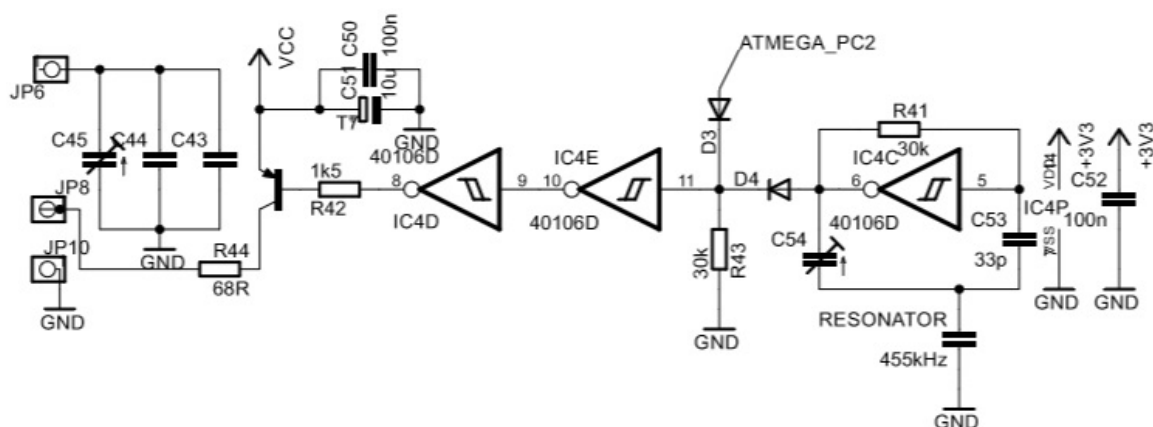 JP6
C45
C44
C43
JP8
JP10
GND
GND
R44
68R
VCC
C50
100n
C51
10u
T7
GND
40106D
1k5
R42
8
IC4D
9
IC4E
10
40106D
11
ATMEGA_PC2
D3
D4
30k
R43
GND
R41
30k
IC4C
6
5
40106D
C54
C53
33p
RESONATOR
455kHz
GND
IC4P
VSS
+3V3
GND
C52
100n
+3V3
GND